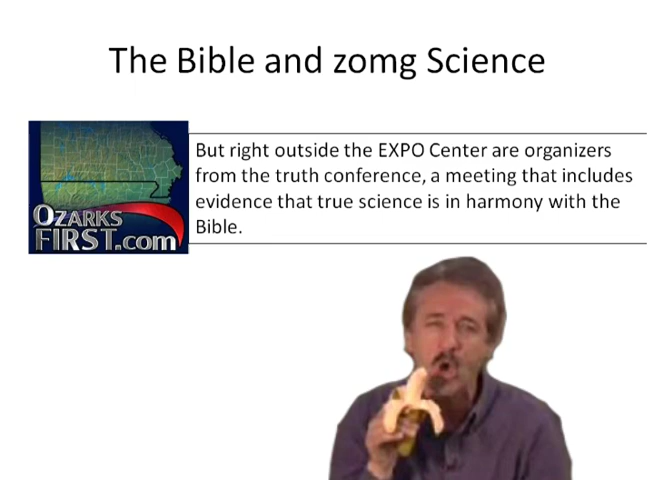 The Bible and zomg Science
OZARKS
FIRST.com
But right outside the EXPO Center are organizers
from the truth conference, a meeting that includes
evidence that true science is in harmony with the
Bible.